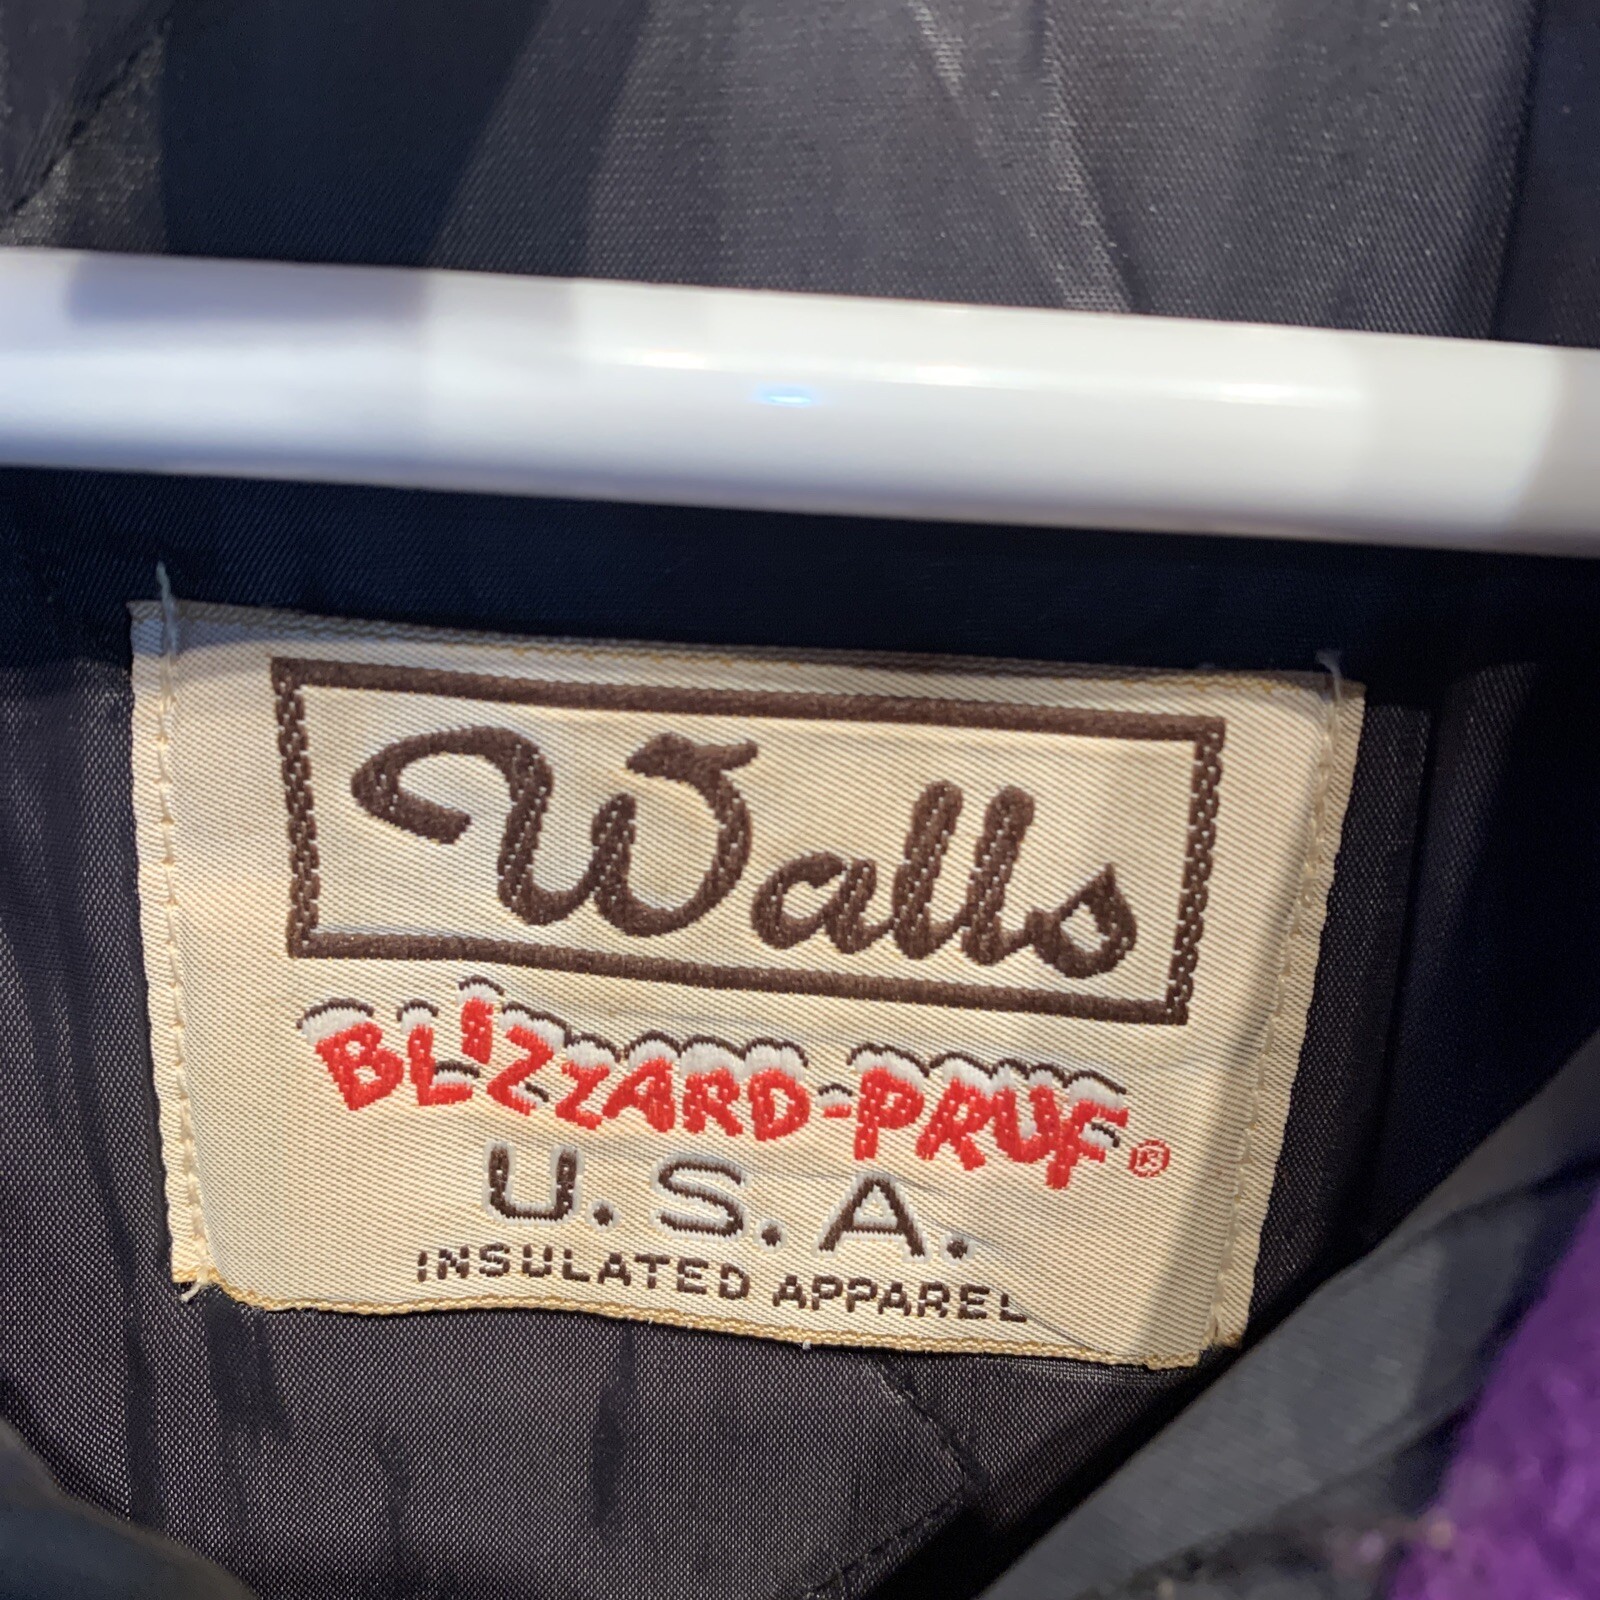 Walls
BLIZZARD-PRUF®
U.S.A.
INSULATED APPAREL